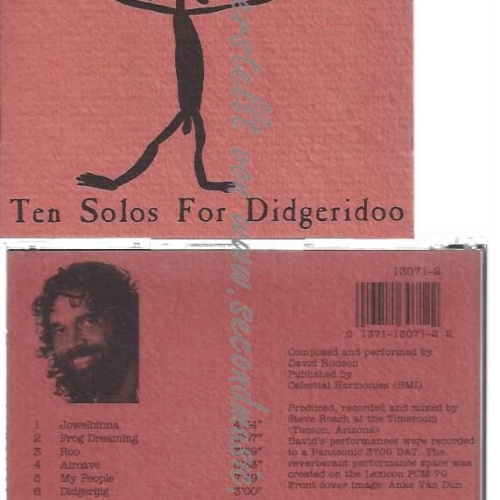 Ten Solos For Didgeridoo
13071-2
0 1371-13071-2 2
Composed and performed by
David Hudson
Published by
Celestial Harmonies (BMI)
Produced, recorded and mixed by
Steve Roach at the Timeroom
(Tucson, Arizona)
David's performances were recorded
to a Panasonic 3700 DAT. The
reverberant performance space was
created on the Lexicon PCM 70
Front cover image: Anke Van Dun
1 Jowelbinna
2 Frog Dreaming
3 Roo
4 Aircave
5 My People
6 Didgerijig 3'00"